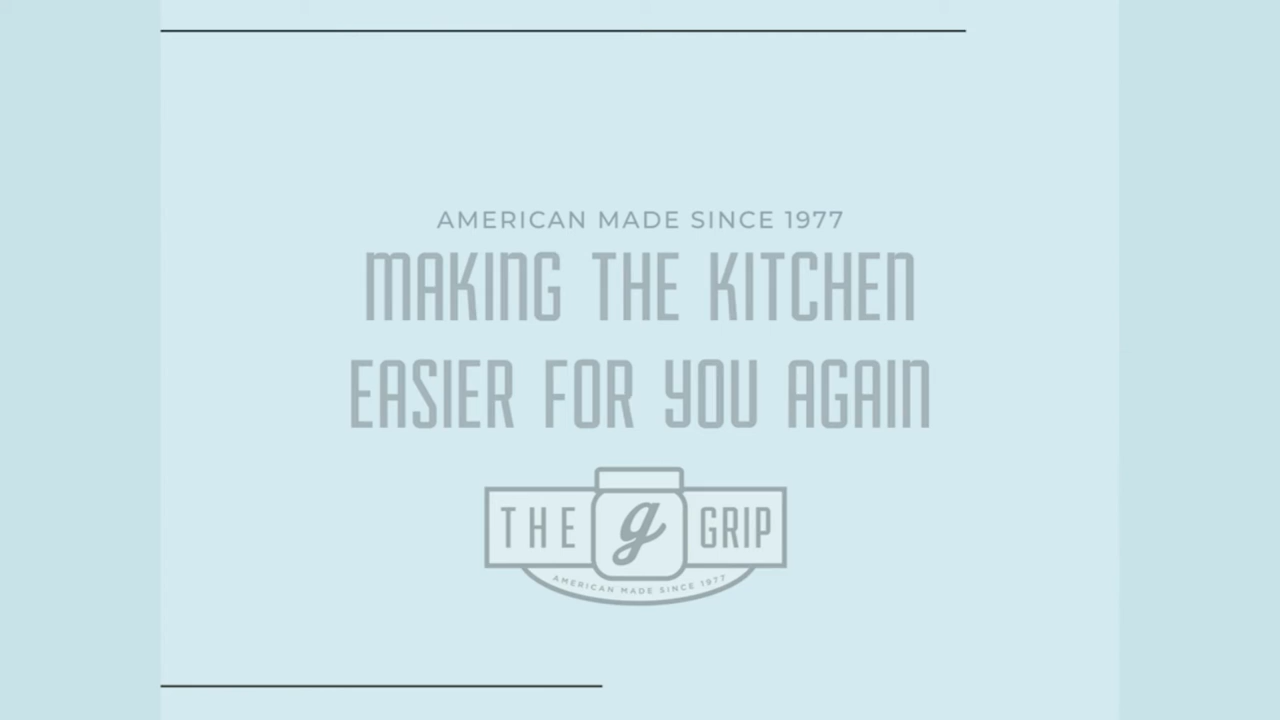 AMERICAN MADE SINCE 1977
MAKING THE KITCHEN
EASIER FOR YOU AGAIN
THE g GRIP
AMERICAN MADE SINCE 1977